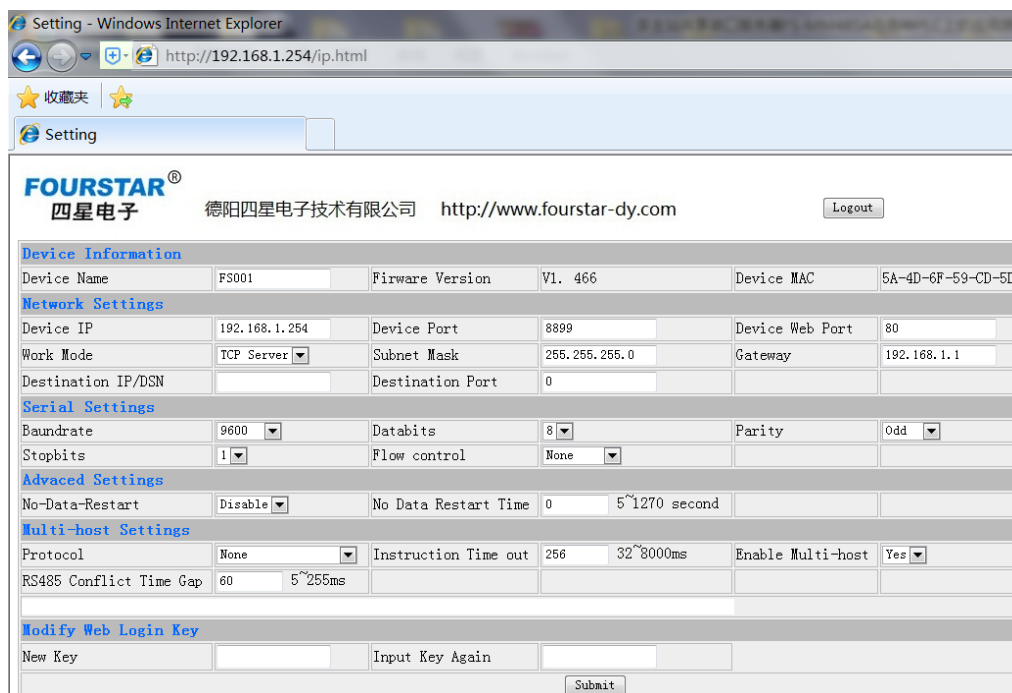 Setting - Windows Internet Explorer
http://192.168.1.254/ip.html
收藏夹
Setting
FOURSTAR®
四星电子 德阳四星电子技术有限公司 http://www.fourstar-dy.com Logout
Device Information
Device Name FS001 Firware Version V1. 466 Device MAC 5A-4D-6F-59-CD-5D
Network Settings
Device IP 192.168.1.254 Device Port 8899 Device Web Port 80
Work Mode TCP Server Subnet Mask 255.255.255.0 Gateway 192.168.1.1
Destination IP/DSN Destination Port 0
Serial Settings
Baundrate 9600 Databits 8 Parity Odd
Stopbits 1 Flow control None
Advaced Settings
No-Data-Restart Disable No Data Restart Time 0 5~1270 second
Multi-host Settings
Protocol None Instruction Time out 256 32~8000ms Enable Multi-host Yes
RS485 Conflict Time Gap 60 5~255ms
Modify Web Login Key
New Key Input Key Again
Submit